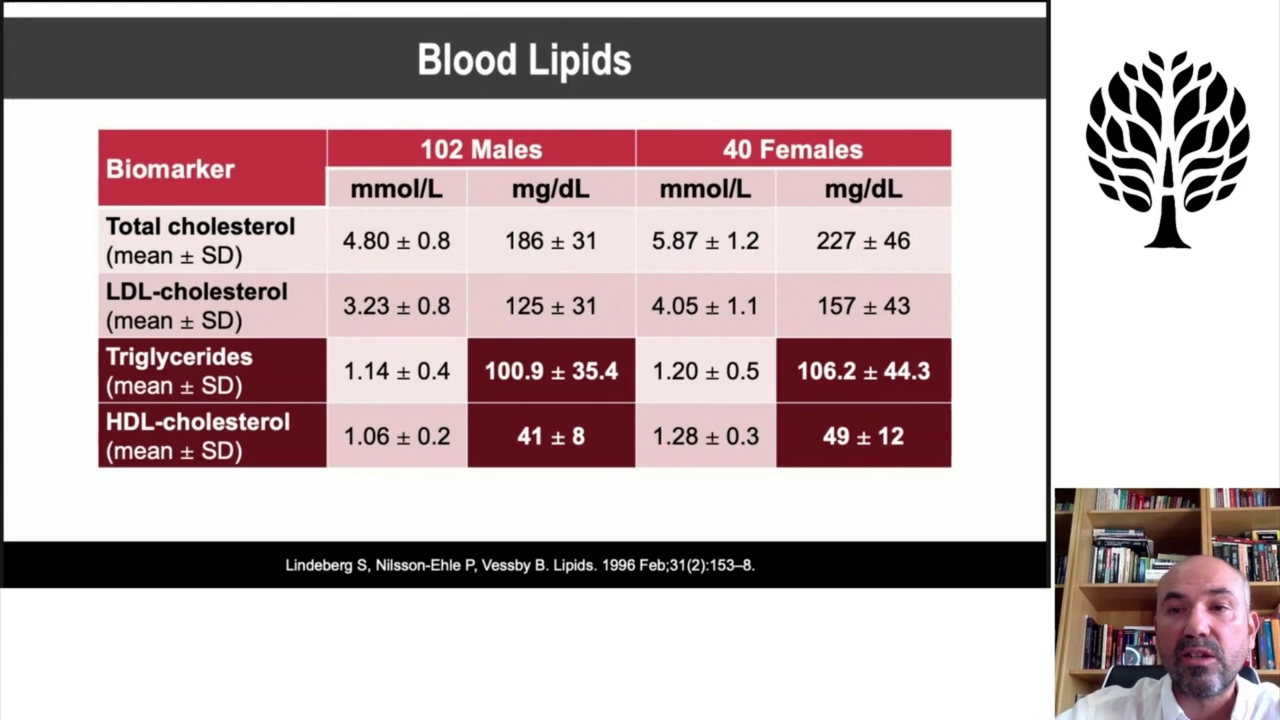 Blood Lipids
Biomarker
102 Males
40 Females
mmol/L
mg/dL
mmol/L
mg/dL
Total cholesterol
(mean ± SD)
4.80 ± 0.8
186 ± 31
5.87 ± 1.2
227 ± 46
LDL-cholesterol
(mean ± SD)
3.23 ± 0.8
125 ± 31
4.05 ± 1.1
157 ± 43
Triglycerides
(mean ± SD)
1.14 ± 0.4
100.9 ± 35.4
1.20 ± 0.5
106.2 ± 44.3
HDL-cholesterol
(mean ± SD)
1.06 ± 0.2
41 ± 8
1.28 ± 0.3
49 ± 12
Lindeberg S, Nilsson-Ehle P, Vessby B. Lipids. 1996 Feb;31(2):153–8.